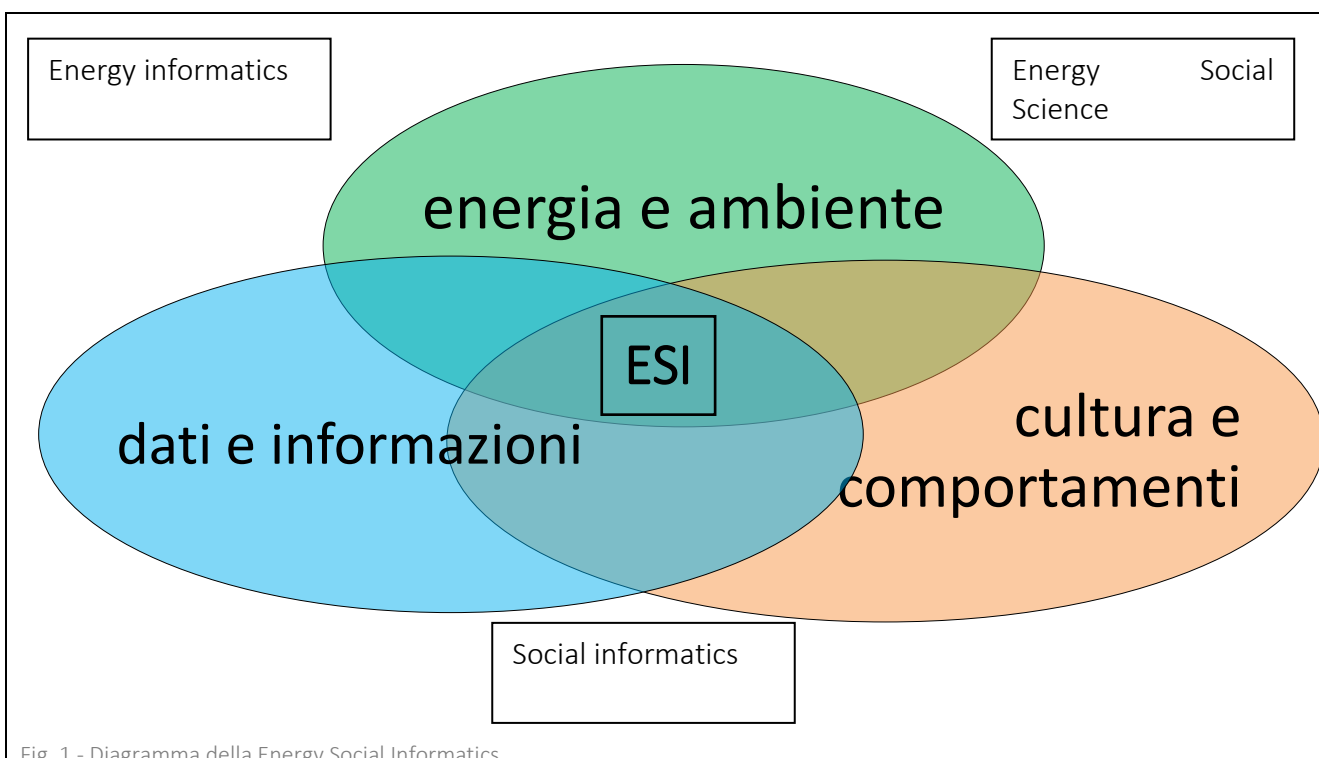 Energy informatics
Energy Social
Science
energia e ambiente
ESI
dati e informazioni
cultura e
comportamenti
Social informatics
Fig. 1 - Diagramma della Energy Social Informatics